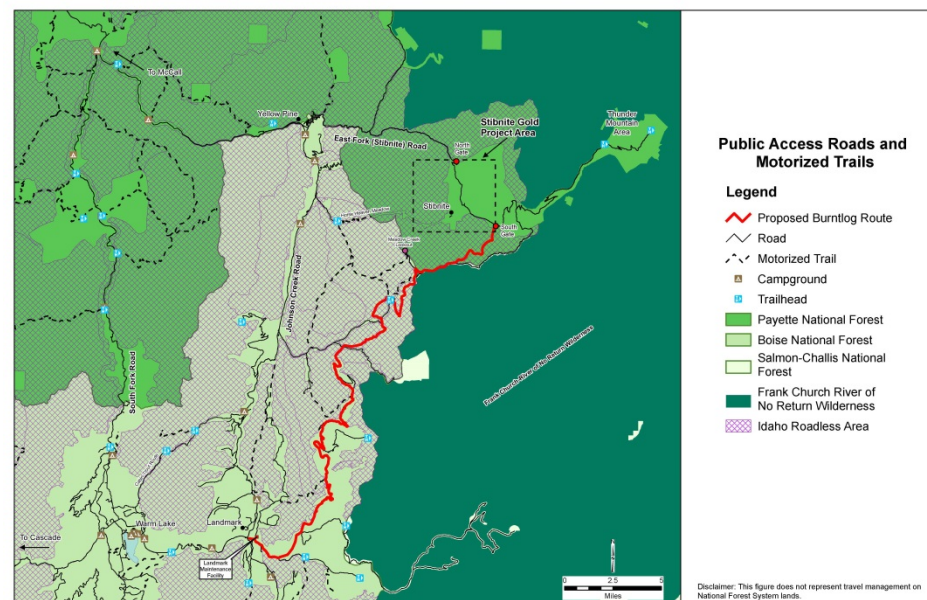 To McCall
Yellow Pine
East Fork (Stibnite) Road
Stibnite Gold
Project Area
Thunder
Mountain
Area
North
Gate
Stibnite
South
Gate
Johnson Creek Road
South Fork Road
Frank Church River of No Return Wilderness
Warm Lake
Landmark
To Cascade
Landmark
Maintenance
Facility
0 2.5 5
Miles
Public Access Roads and
Motorized Trails
Legend
Proposed Burntlog Route
Road
Motorized Trail
Campground
Trailhead
Payette National Forest
Boise National Forest
Salmon-Challis National
Forest
Frank Church River of
No Return Wilderness
Idaho Roadless Area
Disclaimer: This figure does not represent travel management on
National Forest System lands.